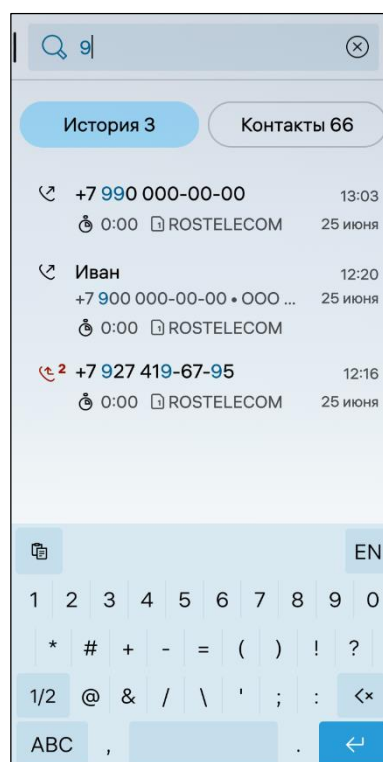 9
История 3
Контакты 66
+7 990 000-00-00 13:03
0:00 1 ROSTELECOM 25 июня
Иван 12:20
+7 900 000-00-00 • ООО ... 25 июня
0:00 1 ROSTELECOM
2 +7 927 419-67-95 12:16
0:00 1 ROSTELECOM 25 июня
EN
1 2 3 4 5 6 7 8 9 0
* # + - = ( ) ! ?
1/2 @ & / \ ' ; :
ABC , .